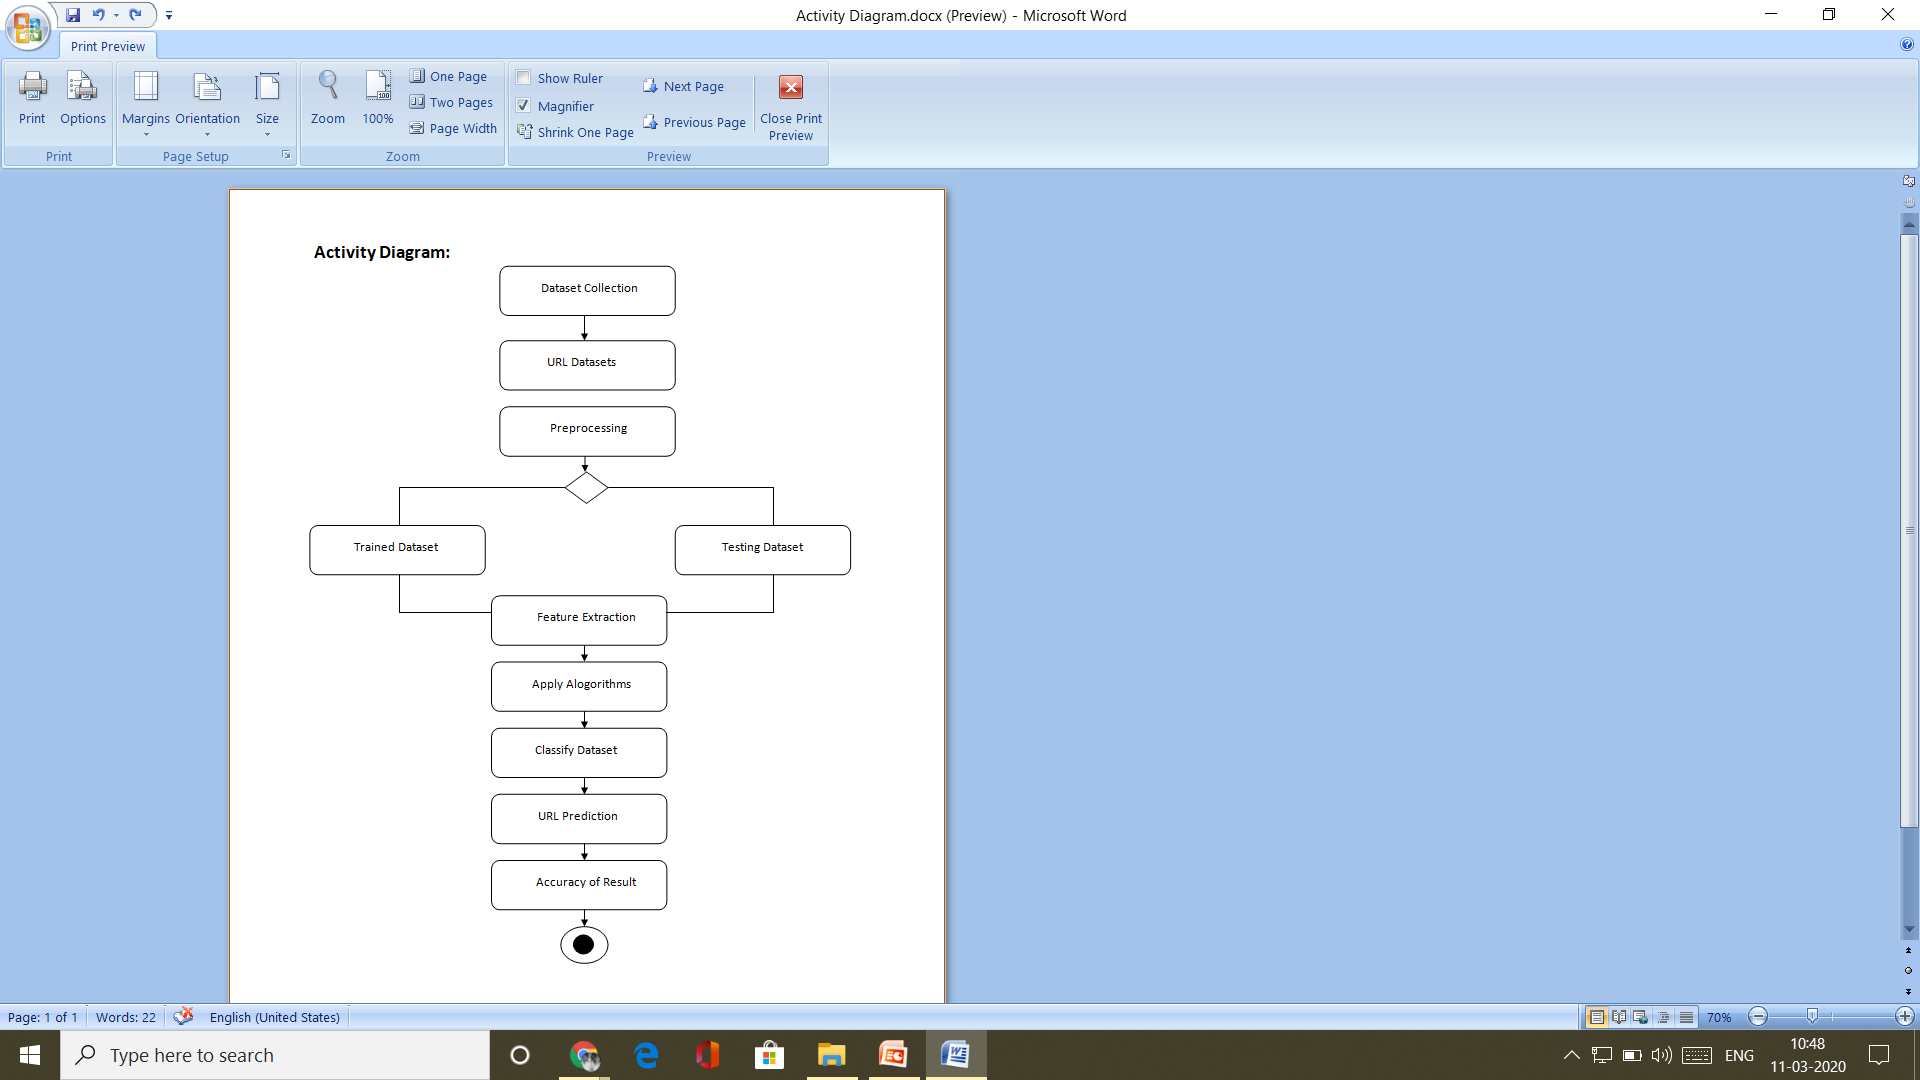 Activity Diagram.docx (Preview) - Microsoft Word
Print Preview
Print
Options
Margins
Orientation
Size
Zoom
100
100%
One Page
Two Pages
Page Width
Show Ruler
Magnifier
Shrink One Page
Next Page
Previous Page
Close Print
Preview
Print
Page Setup
Zoom
Preview
Activity Diagram:
Dataset Collection
URL Datasets
Preprocessing
Trained Dataset
Testing Dataset
Feature Extraction
Apply Alogorithms
Classify Dataset
URL Prediction
Accuracy of Result
Page: 1 of 1
Words: 22
English (United States)
70%
Type here to search
ENG
10:48
11-03-2020